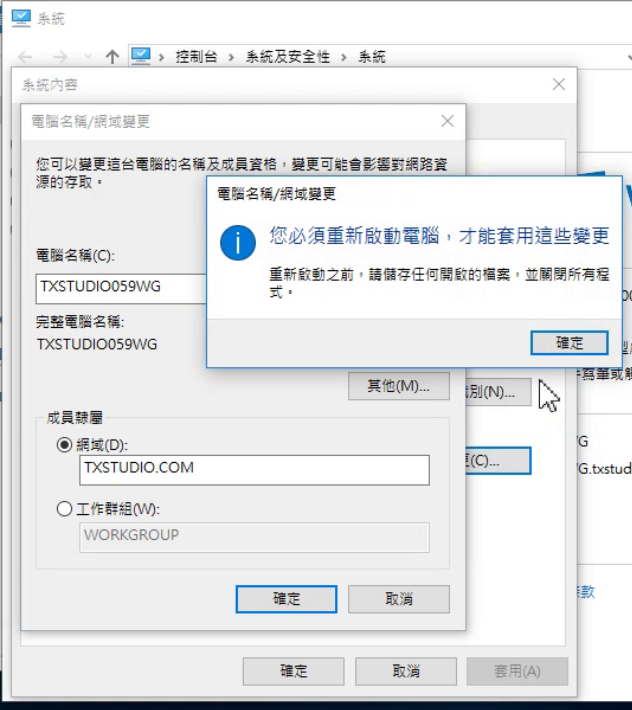 系統
控制台 › 系統及安全性 › 系統
系統內容
電腦名稱/網域變更
您可以變更這台電腦的名稱及成員資格，變更可能會影響對網路資
源的存取。
電腦名稱/網域變更
您必須重新啟動電腦，才能套用這些變更
重新啟動之前，請儲存任何開啟的檔案，並關閉所有程
式。
確定
電腦名稱(C):
TXSTUDIO059WG
完整電腦名稱:
TXSTUDIO059WG
其他(M)...
別(N)...
成員隸屬
網域(D):
TXSTUDIO.COM
(C)...
工作群組(W):
WORKGROUP
確定
取消
確定
取消
套用(A)
G
G.txstud
款